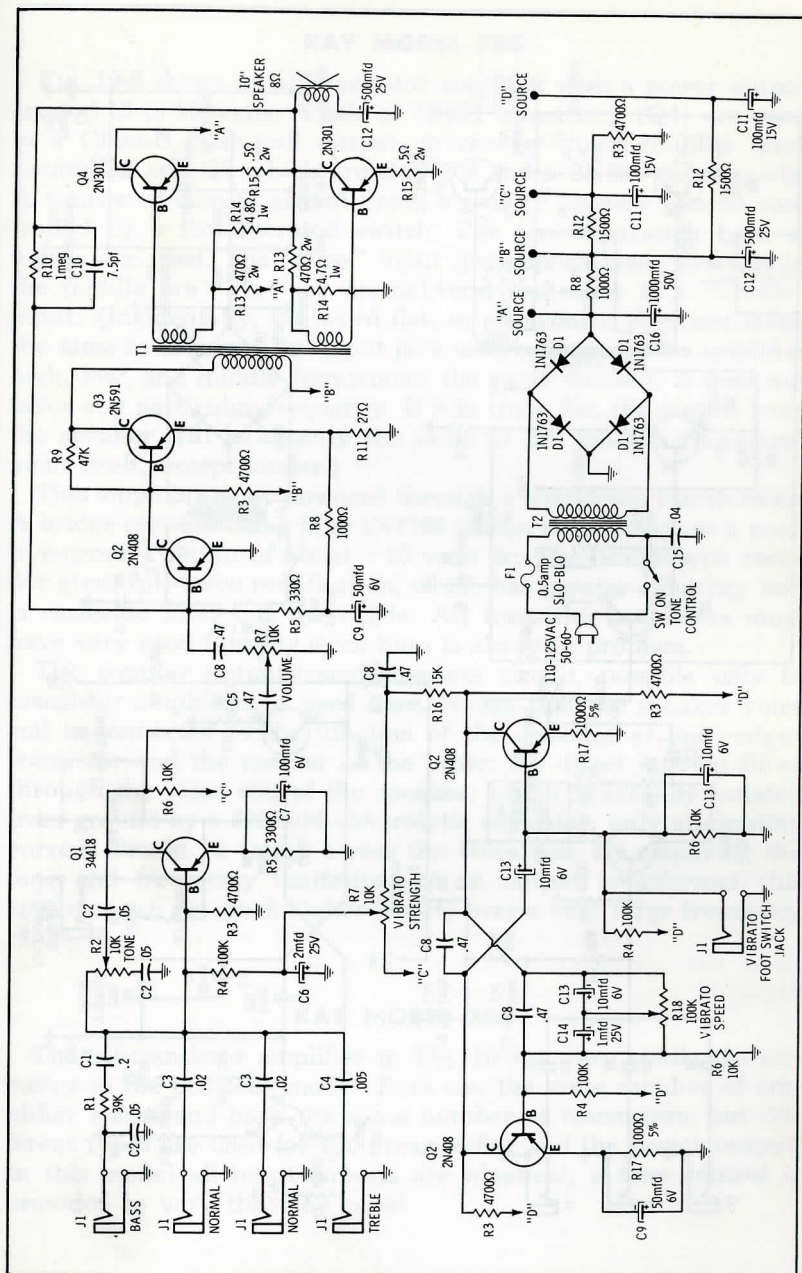 J1
BASS
J1
NORMAL
J1
NORMAL
J1
TREBLE
R1
39K
C2
.05
C1
.2
C3
.02
C3
.02
C4
.005
R2
10K
TONE
C2
.05
C2
.05
R4
100K
C6
2mfd
25V
R3
4700Ω
Q1
34418
B
C
E
R5
3300Ω
C7
100mfd
6V
R6
10K
"C"
C5
.47
VOLUME
R7
10K
C8
.47
Q2
2N408
B
C
E
R5
330Ω
C9
50mfd
6V
R8
1000Ω
R3
4700Ω
"B"
R9
47K
Q3
2N591
B
C
E
R11
27Ω
"B"
T1
R10
1meg
C10
7.5pf
R13
470Ω
2w
"A"
R14
4.8Ω
1w
R13
470Ω
2w
R14
4.7Ω
1w
Q4
2N301
B
C
E
"A"
R15
.5Ω
2w
2N301
B
C
E
R15
.5Ω
2w
10"
SPEAKER
8Ω
C12
500mfd
25V
"C"
R7
10K
VIBRATO
STRENGTH
C8
.47
R16
15K
C8
.47
Q2
2N408
B
C
E
R3
4700Ω
"D"
R17
1000Ω
5%
C9
50mfd
6V
R4
100K
"D"
C8
.47
C14
1mfd
25V
C13
10mfd
6V
R18
100K
VIBRATO
SPEED
R6
10K
C13
10mfd
6V
Q2
2N408
B
C
E
R17
1000Ω
5%
R3
4700Ω
"D"
R4
100K
"D"
J1
VIBRATO
FOOT SWITCH
JACK
R6
10K
C13
10mfd
6V
110-125VAC
50-60~
F1
0.5amp
SLO-BLO
T2
SW ON
TONE
CONTROL
C15
.04
D1
1N1763
D1
1N1763
D1
1N1763
D1
1N1763
"A"
SOURCE
C16
1000mfd
50V
R8
1000Ω
"B"
SOURCE
C12
500mfd
25V
R12
1500Ω
"C"
SOURCE
C11
100mfd
15V
R3
4700Ω
R12
1500Ω
"D"
SOURCE
C11
100mfd
15V